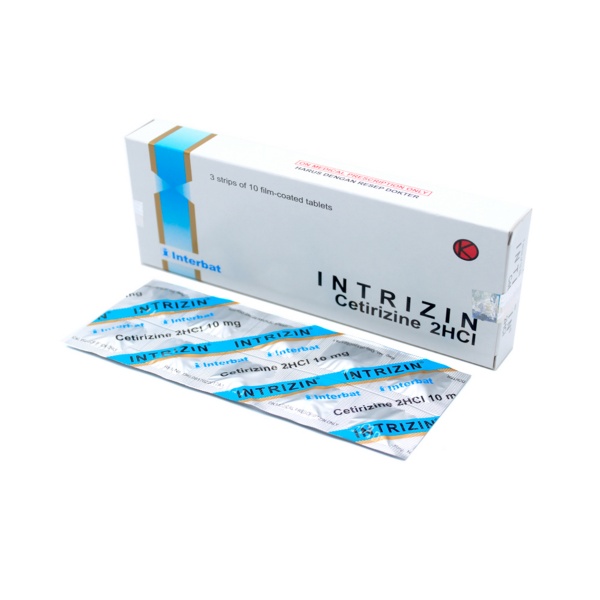 ON MEDICAL PRESCRIPTION ONLY
HARUS DENGAN RESEP DOKTER
3 strips of 10 film-coated tablets
K
Interbat
INTRIZIN
Cetirizine 2HCl
mg
INTRIZIN
Interbat
Cetirizine 2HCl 10 mg
INTRIZIN
INTRIZIN
Interbat
Cetirizine 2HCl 10 mg
INTRIZIN
INTRIZIN
Interbat
Interbat
Cetirizine 2HCl 10 m
INTRIZIN